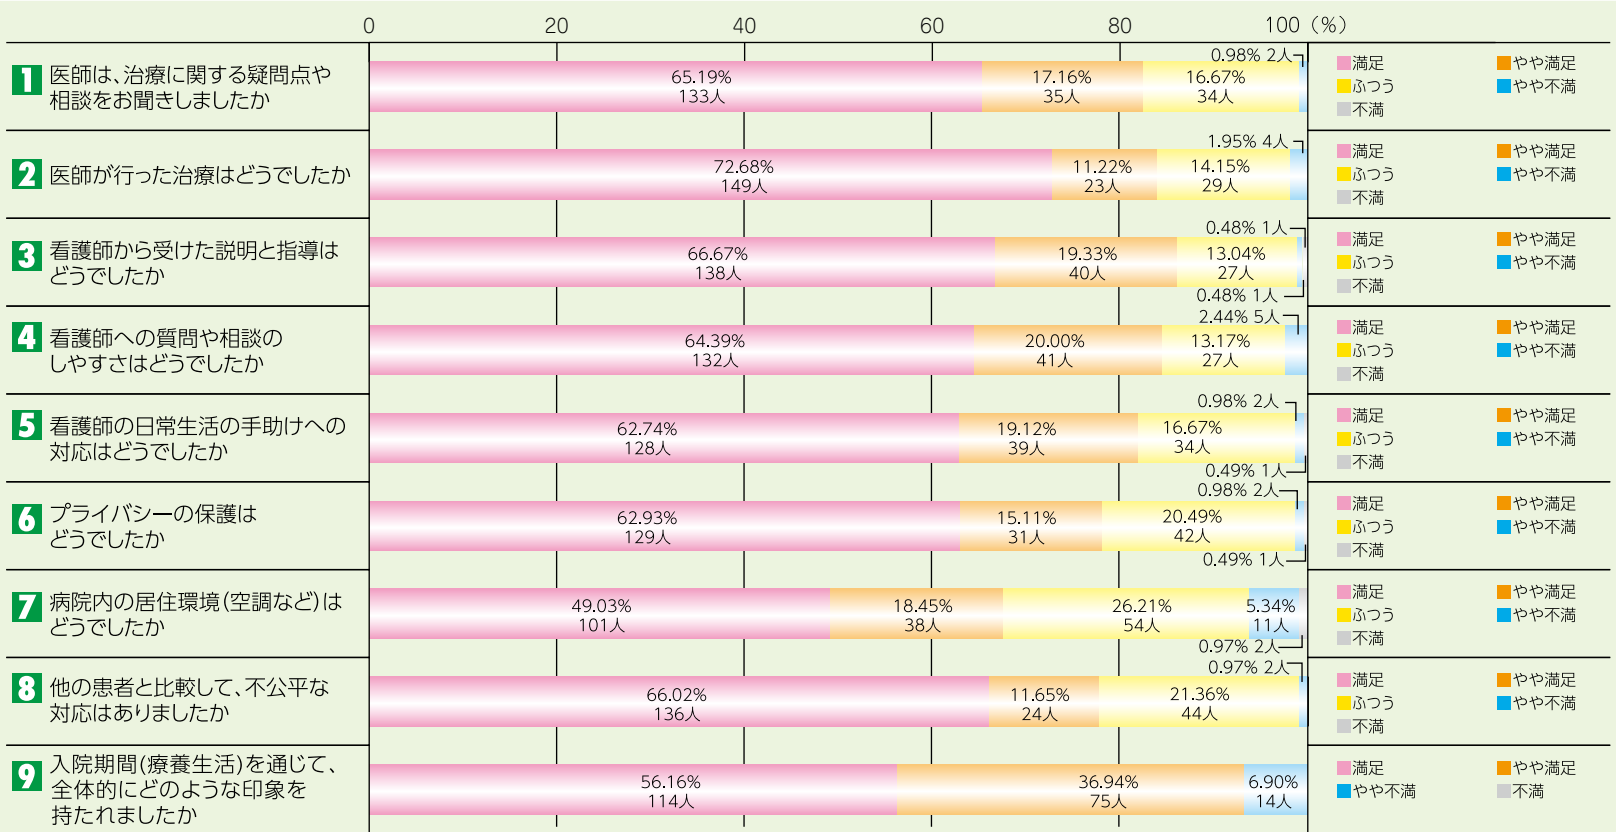 0 20 40 60 80 100 (%)
1 医師は、治療に関する疑問点や
相談をお聞きしましたか
65.19% 17.16% 16.67% 0.98% 2人
133人 35人 34人
満足 やや満足
ふつう やや不満
不満
2 医師が行った治療はどうでしたか
72.68% 11.22% 14.15% 1.95% 4人
149人 23人 29人
満足 やや満足
ふつう やや不満
不満
3 看護師から受けた説明と指導は
どうでしたか
0.48% 1人
66.67% 19.33% 13.04%
138人 40人 27人
0.48% 1人
満足 やや満足
ふつう やや不満
不満
4 看護師への質問や相談の
しやすさはどうでしたか
2.44% 5人
64.39% 20.00% 13.17%
132人 41人 27人
満足 やや満足
ふつう やや不満
不満
5 看護師の日常生活の手助けへの
対応はどうでしたか
0.98% 2人
62.74% 19.12% 16.67%
128人 39人 34人
0.49% 1人
満足 やや満足
ふつう やや不満
不満
6 プライバシーの保護は
どうでしたか
0.98% 2人
62.93% 15.11% 20.49%
129人 31人 42人
0.49% 1人
満足 やや満足
ふつう やや不満
不満
7 病院内の居住環境(空調など)は
どうでしたか
49.03% 18.45% 26.21% 5.34%
101人 38人 54人 11人
0.97% 2人
満足 やや満足
ふつう やや不満
不満
8 他の患者と比較して、不公平な
対応はありましたか
0.97% 2人
66.02% 11.65% 21.36%
136人 24人 44人
満足 やや満足
ふつう やや不満
不満
9 入院期間(療養生活)を通じて、
全体的にどのような印象を
持たれましたか
56.16% 36.94% 6.90%
114人 75人 14人
満足 やや満足
やや不満 不満